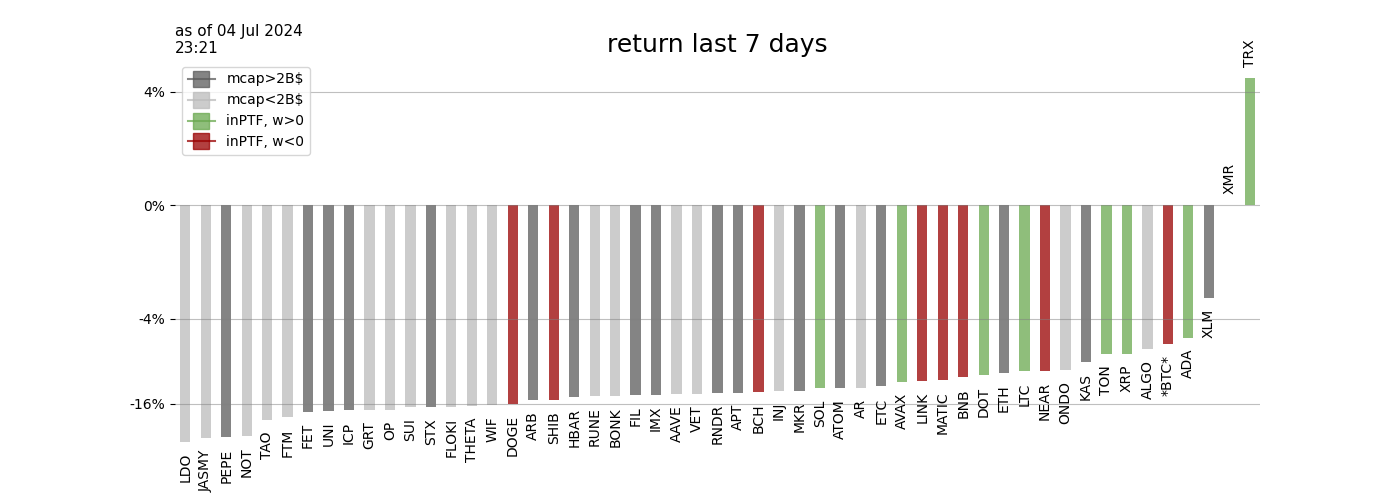 as of 04 Jul 2024
23:21
return last 7 days
mcap>2B$
mcap<2B$
inPTF, w>0
inPTF, w<0
4%
0%
-4%
-16%
LDO
JASMY
PEPE
NOT
TAO
FTM
FET
UNI
ICP
GRT
OP
SUI
STX
FLOKI
THETA
WIF
DOGE
ARB
SHIB
HBAR
RUNE
BONK
FIL
IMX
AAVE
VET
RNDR
APT
BCH
INJ
MKR
SOL
ATOM
AR
ETC
AVAX
LINK
MATIC
BNB
DOT
ETH
LTC
NEAR
ONDO
KAS
TON
XRP
ALGO
*BTC*
ADA
XLM
XMR
TRX